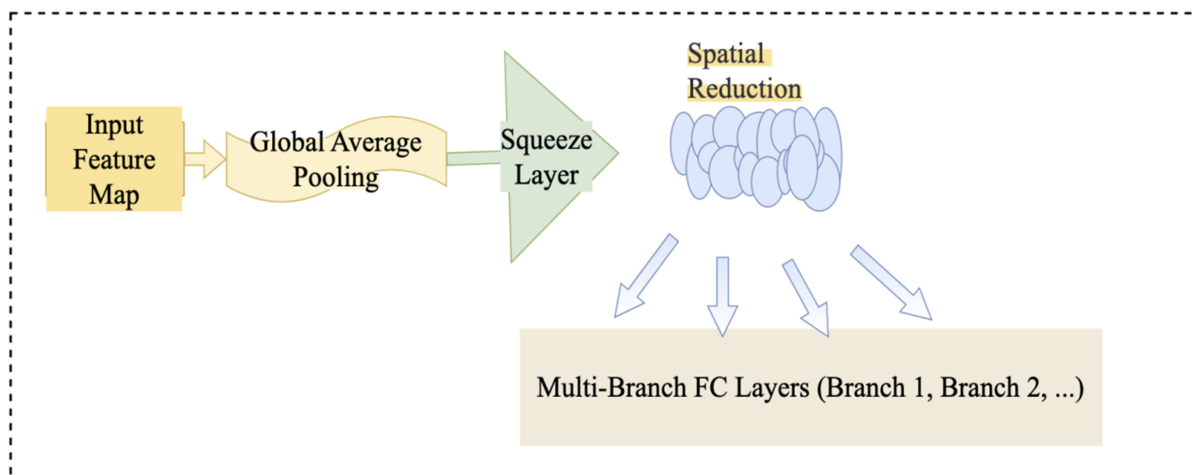 Input
Feature
Map
Global Average
Pooling
Squeeze
Layer
Spatial
Reduction
Multi-Branch FC Layers (Branch 1, Branch 2, ...)